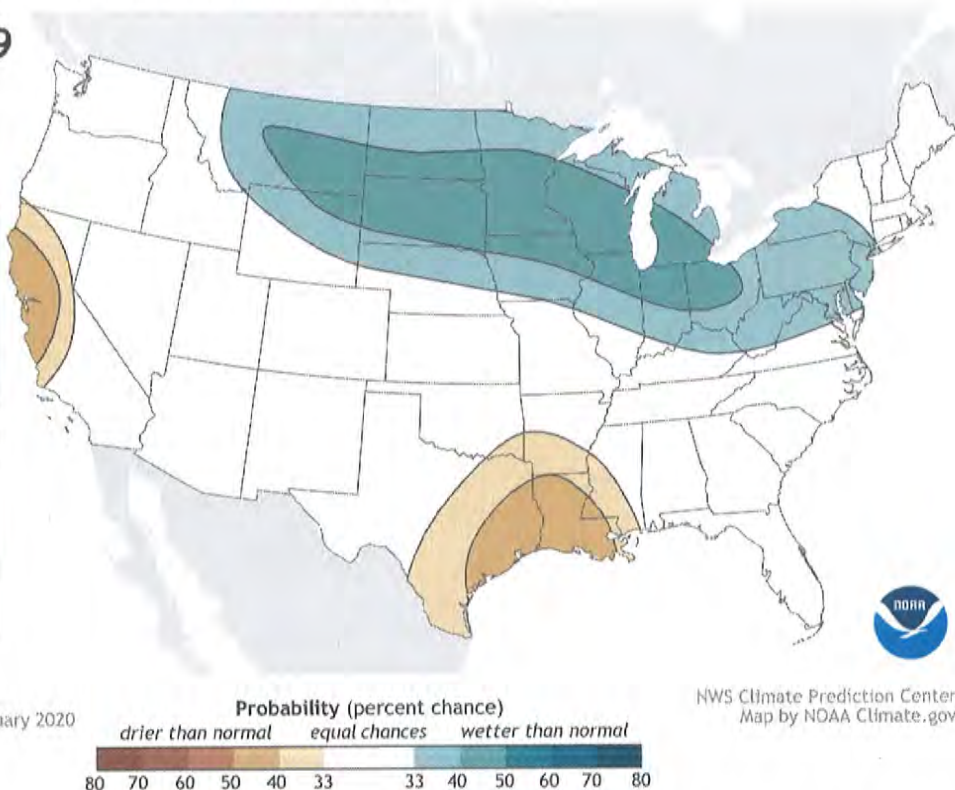 9
NOAA
NWS Climate Prediction Center
Map by NOAA Climate.gov
uary 2020
Probability (percent chance)
drier than normal equal chances wetter than normal
80 70 60 50 40 33 33 40 50 60 70 80